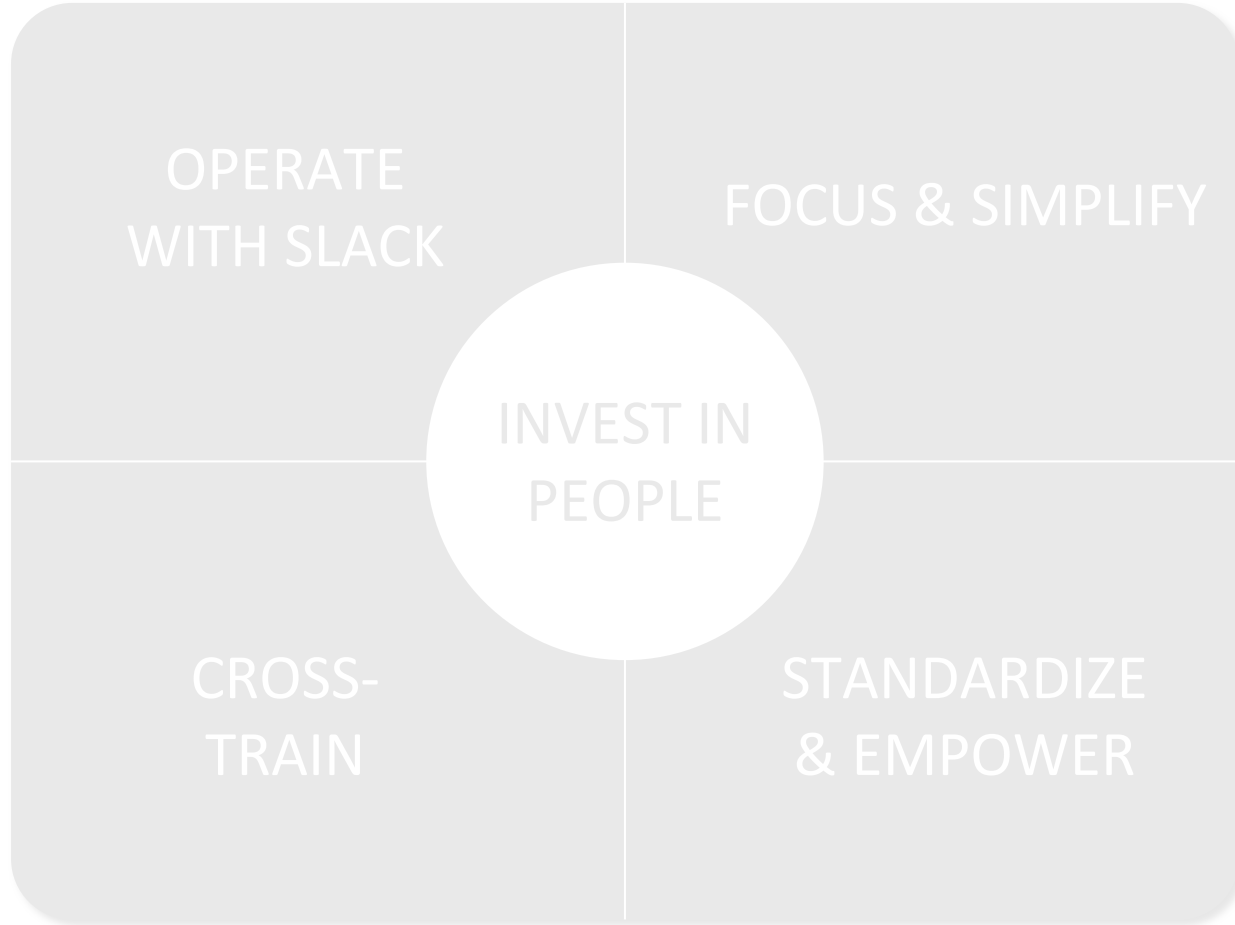 OPERATE
WITH SLACK
FOCUS & SIMPLIFY
INVEST IN
PEOPLE
CROSS-
TRAIN
STANDARDIZE
& EMPOWER